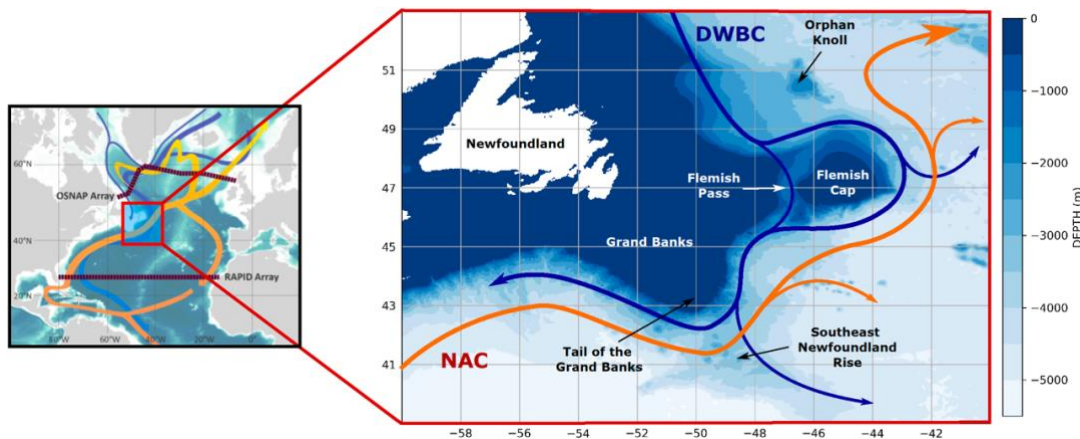 60°N
OSNAP Array
40°N
RAPID Array
20°N
80°W 60°W 40°W 20°W 0°
DWBC
Orphan
Knoll
Newfoundland
Flemish
Pass
Flemish
Cap
Grand Banks
NAC
Tail of the
Grand Banks
Southeast
Newfoundland
Rise
51
49
47
45
43
41
−58 −56 −54 −52 −50 −48 −46 −44 −42
0
−1000
−2000
−3000
−4000
−5000
DEPTH (m)